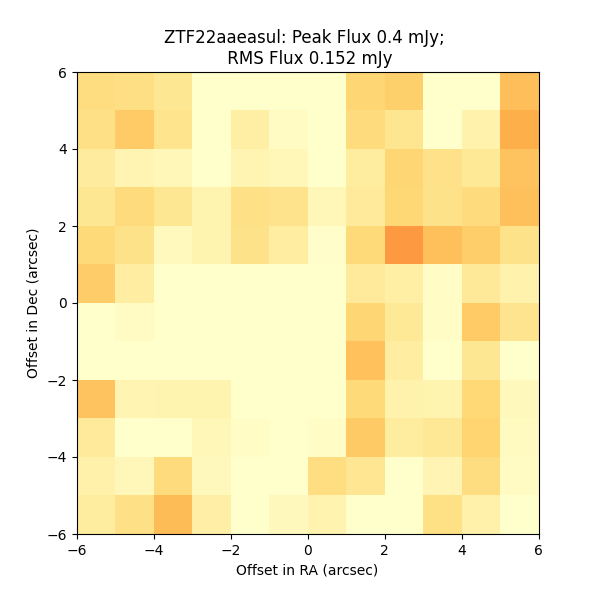 ZTF22aaeasul: Peak Flux 0.4 mJy;
RMS Flux 0.152 mJy
6
4
2
0
−2
−4
−6
Offset in Dec (arcsec)
−6 −4 −2 0 2 4 6
Offset in RA (arcsec)